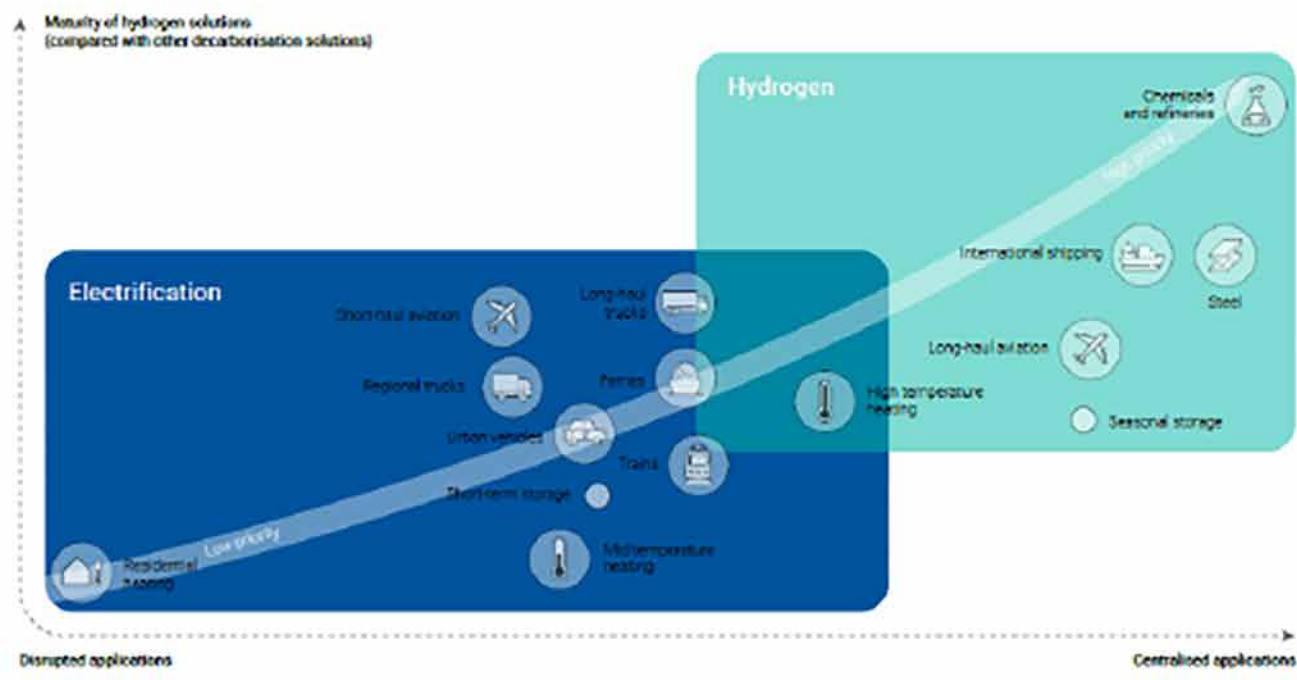 Maturity of hydrogen solutions
(compared with other decarbonisation solutions)
Hydrogen
Chemicals
and refineries
High priority
International shipping
Steel
Electrification
Short-haul aviation
Long-haul
trucks
Long-haul aviation
Regional trucks
Ferries
High temperature
heating
Seasonal storage
Urban vehicles
Trains
Short-term storage
Low priority
Mid temperature
heating
Residential
heating
Disrupted applications
Centralised applications